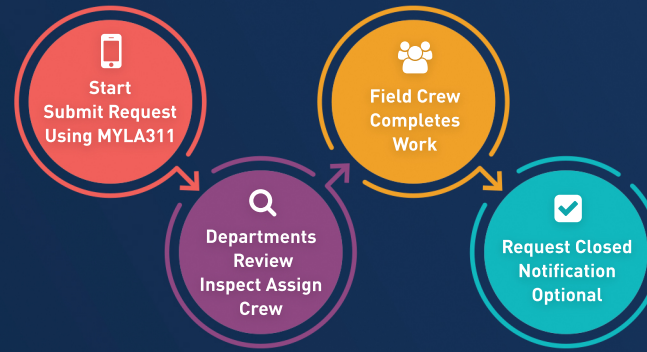 Start
Submit Request
Using MYLA311
Departments
Review
Inspect Assign
Crew
Field Crew
Completes
Work
Request Closed
Notification
Optional